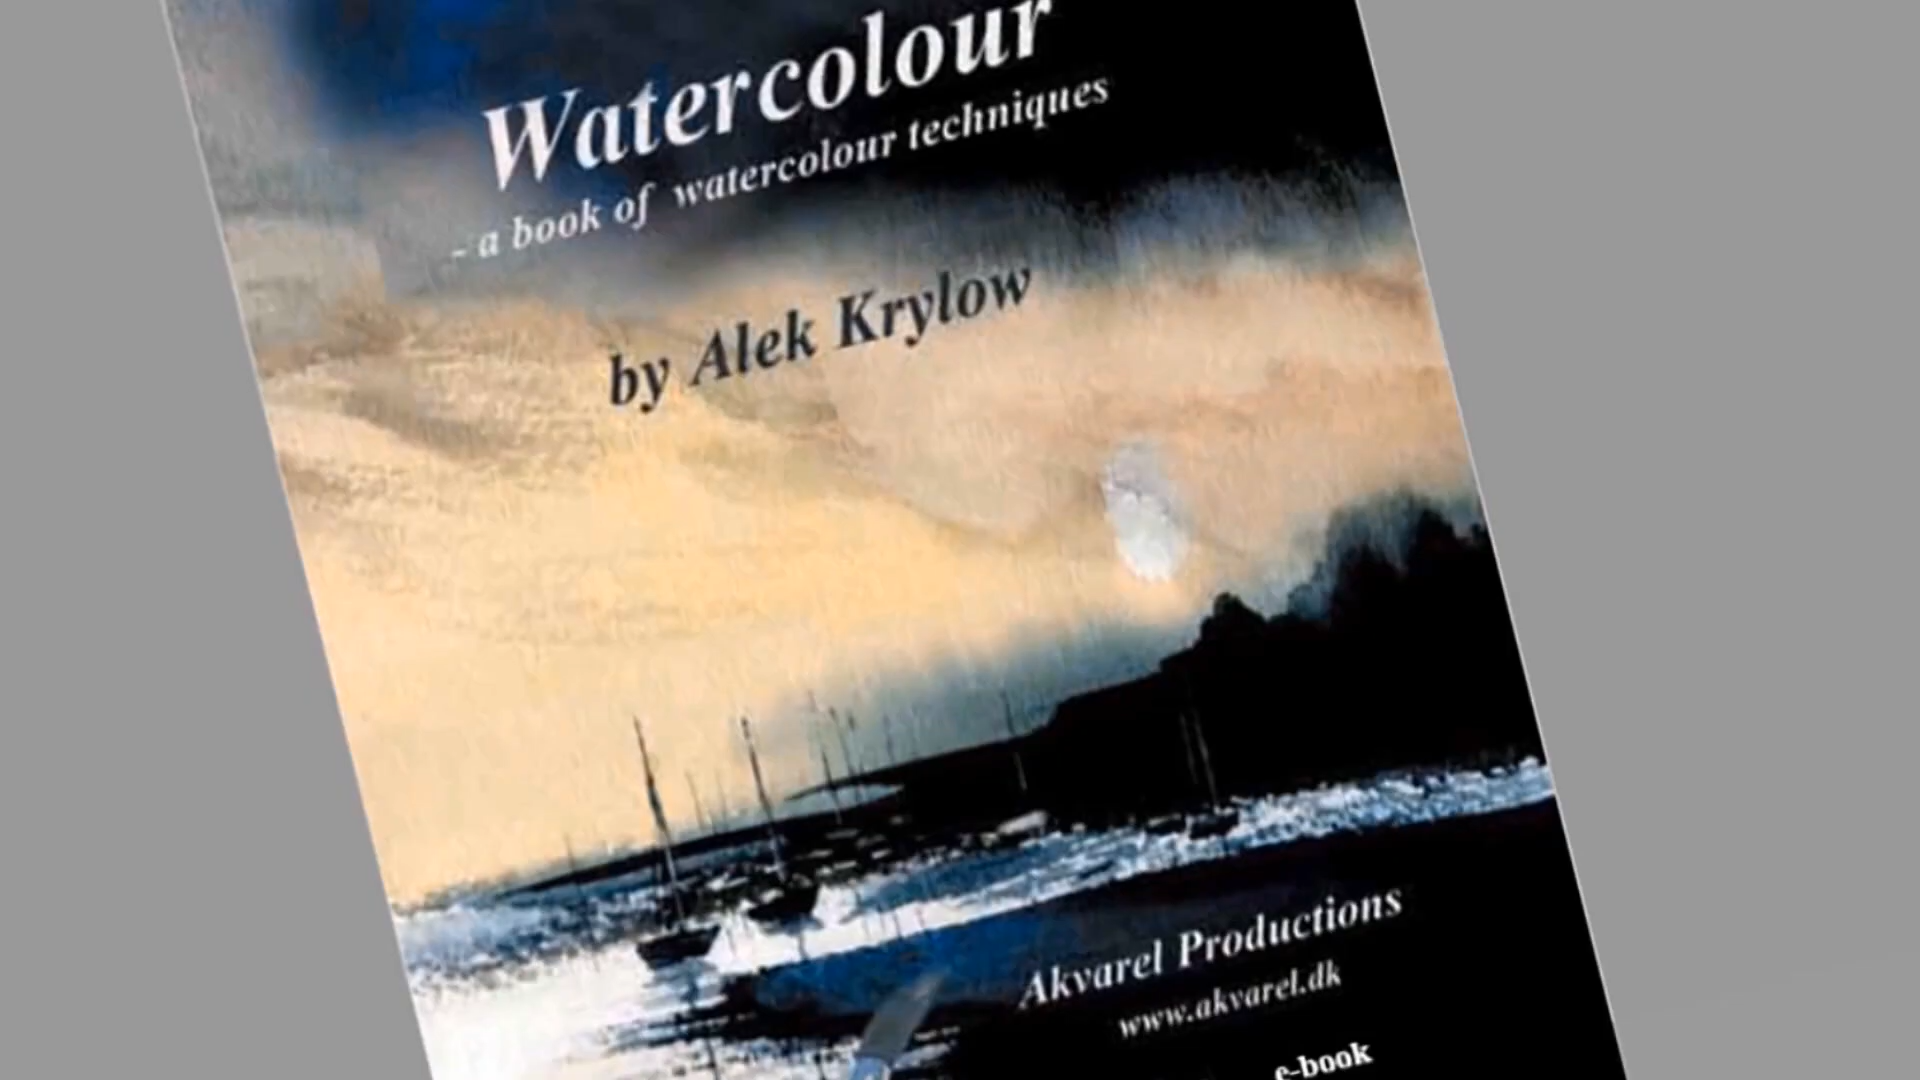 Watercolour
- a book of watercolour techniques
by Alek Krylow
Akvarel Productions
www.akvarel.dk
e-book